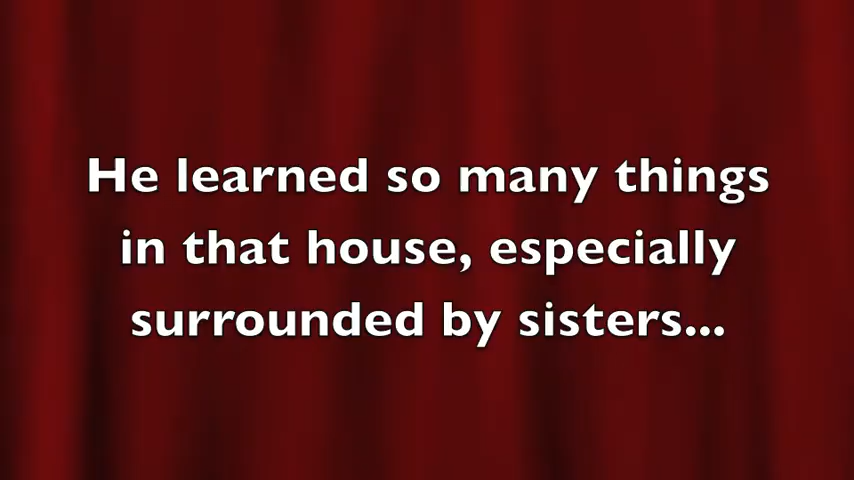 He learned so many things
in that house, especially
surrounded by sisters...